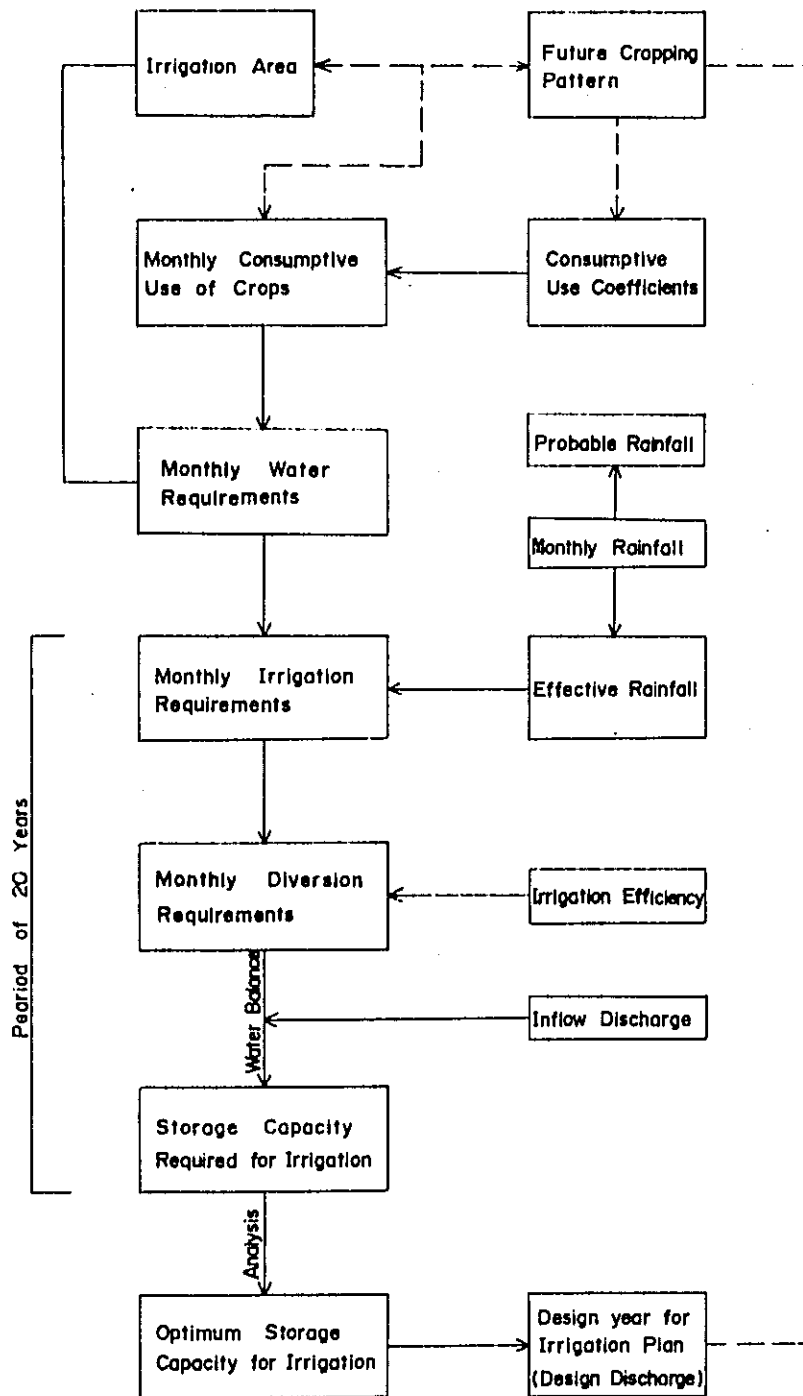 Irrigation Area
Future Cropping
Pattern
Monthly Consumptive
Use of Crops
Consumptive
Use Coefficients
Probable Rainfall
Monthly Water
Requirements
Monthly Rainfall
Monthly Irrigation
Requirements
Effective Rainfall
Peariod of 20 Years
Monthly Diversion
Requirements
Irrigation Efficiency
Water Balance
Inflow Discharge
Storage Capacity
Required for Irrigation
Analysis
Optimum Storage
Capacity for Irrigation
Design year for
Irrigation Plan
(Design Discharge)